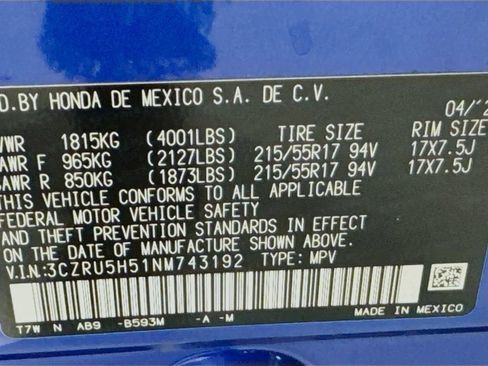 D.BY HONDA DE MEXICO S.A. DE C.V.
04/'2
VWR 1815KG (4001LBS) TIRE SIZE RIM SIZE
AWR F 965KG (2127LBS) 215/55R17 94V 17X7.5J
AWR R 850KG (1873LBS) 215/55R17 94V 17X7.5J
THIS VEHICLE CONFORMS TO ALL APPLICABLE
FEDERAL MOTOR VEHICLE SAFETY
AND THEFT PREVENTION STANDARDS IN EFFECT
ON THE DATE OF MANUFACTURE SHOWN ABOVE.
V.I.N:3CZRU5H51NM743192 TYPE: MPV
T7W N AB9 -B593M -A -M
MADE IN MEXICO